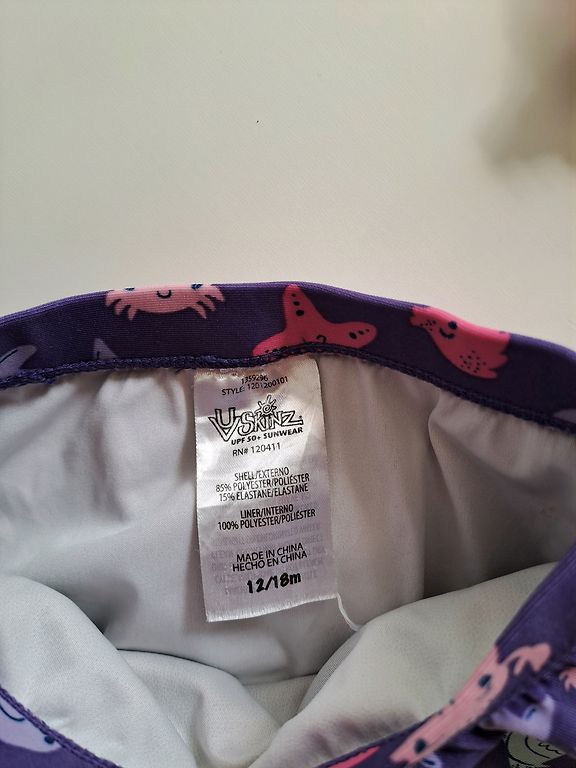 1359296
STYLE: 1201200101
UV SKINZ
UPF 50+ SUNWEAR
RN# 120411
SHELL/EXTERNO
85% POLYESTER/POLIÉSTER
15% ELASTANE/ELASTANE
LINER/INTERNO
100% POLYESTER/POLIÉSTER
MADE IN CHINA
HECHO EN CHINA
12/18m